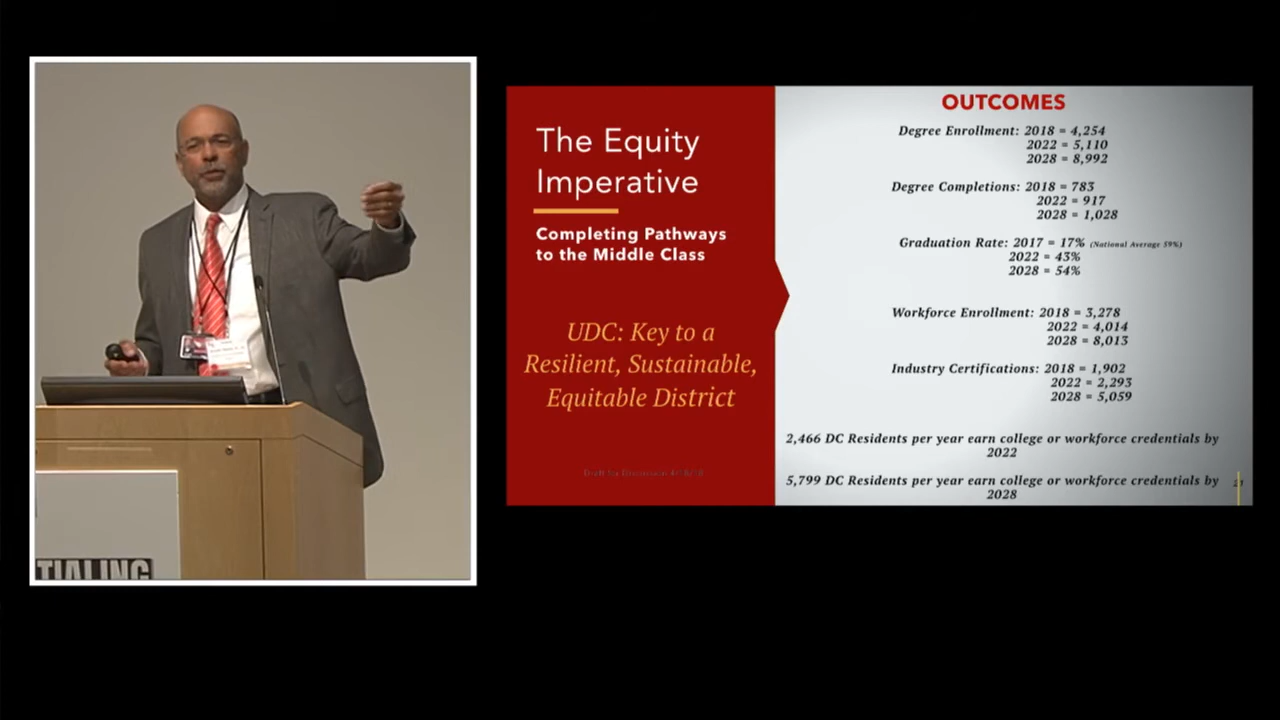 The Equity
Imperative
Completing Pathways
to the Middle Class
UDC: Key to a
Resilient, Sustainable,
Equitable District
OUTCOMES
Degree Enrollment: 2018 = 4,254
2022 = 5,110
2028 = 8,992
Degree Completions: 2018 = 783
2022 = 917
2028 = 1,028
Graduation Rate: 2017 = 17% (National Average 59%)
2022 = 43%
2028 = 54%
Workforce Enrollment: 2018 = 3,278
2022 = 4,014
2028 = 8,013
Industry Certifications: 2018 = 1,902
2022 = 2,293
2028 = 5,059
2,466 DC Residents per year earn college or workforce credentials by
2022
5,799 DC Residents per year earn college or workforce credentials by
2028
TIALING